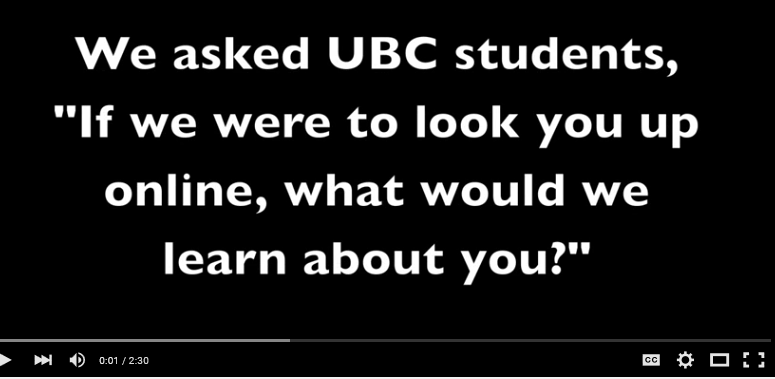 We asked UBC students,
"If we were to look you up
online, what would we
learn about you?"
0:01 / 2:30
CC